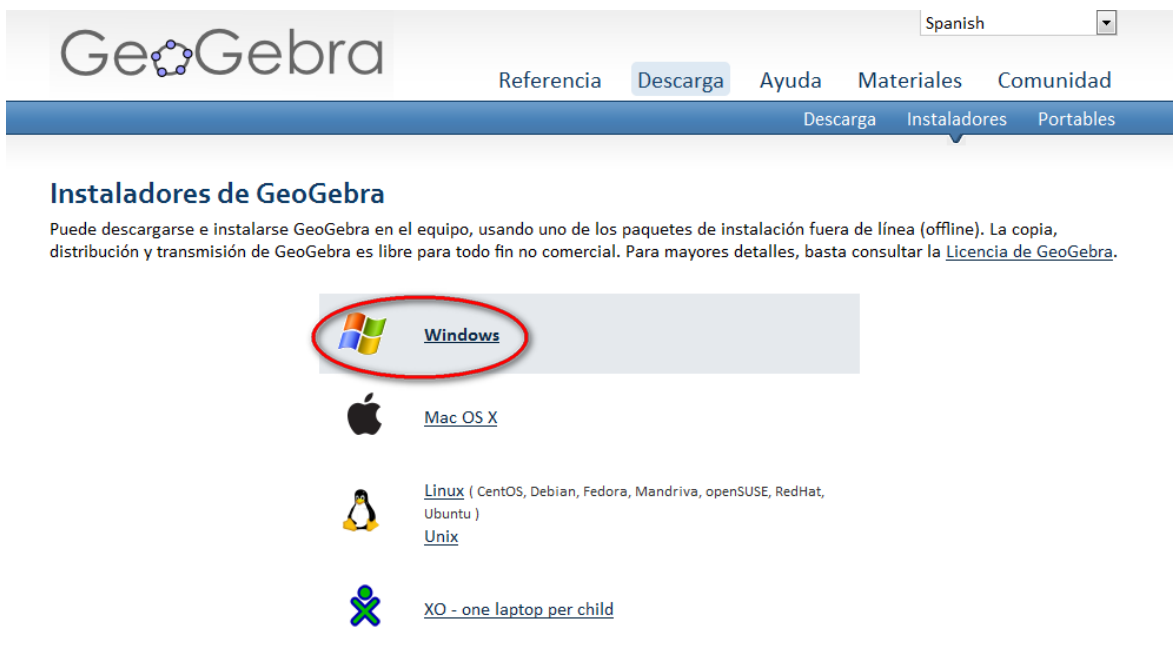 Spanish
GeoGebra
Referencia Descarga Ayuda Materiales Comunidad
Descarga Instaladores Portables
Instaladores de GeoGebra
Puede descargarse e instalarse GeoGebra en el equipo, usando uno de los paquetes de instalación fuera de línea (offline). La copia,
distribución y transmisión de GeoGebra es libre para todo fin no comercial. Para mayores detalles, basta consultar la Licencia de GeoGebra.
Windows
Mac OS X
Linux ( CentOS, Debian, Fedora, Mandriva, openSUSE, RedHat,
Ubuntu )
Unix
XO - one laptop per child